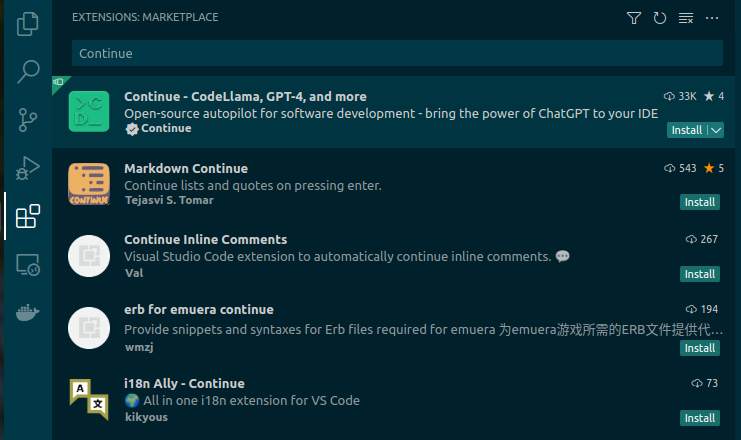 EXTENSIONS: MARKETPLACE
Continue
Continue - CodeLlama, GPT-4, and more 33K 4
Open-source autopilot for software development - bring the power of ChatGPT to your IDE
Continue Install
Markdown Continue 543 5
Continue lists and quotes on pressing enter.
Tejasvi S. Tomar Install
CONTINUE
Continue Inline Comments 267
Visual Studio Code extension to automatically continue inline comments. 💬
Val Install
erb for emuera continue 194
Provide snippets and syntaxes for Erb files required for emuera 为emuera游戏所需的ERB文件提供代...
wmzj Install
A 文
i18n Ally - Continue 73
🌍 All in one i18n extension for VS Code
kikyous Install